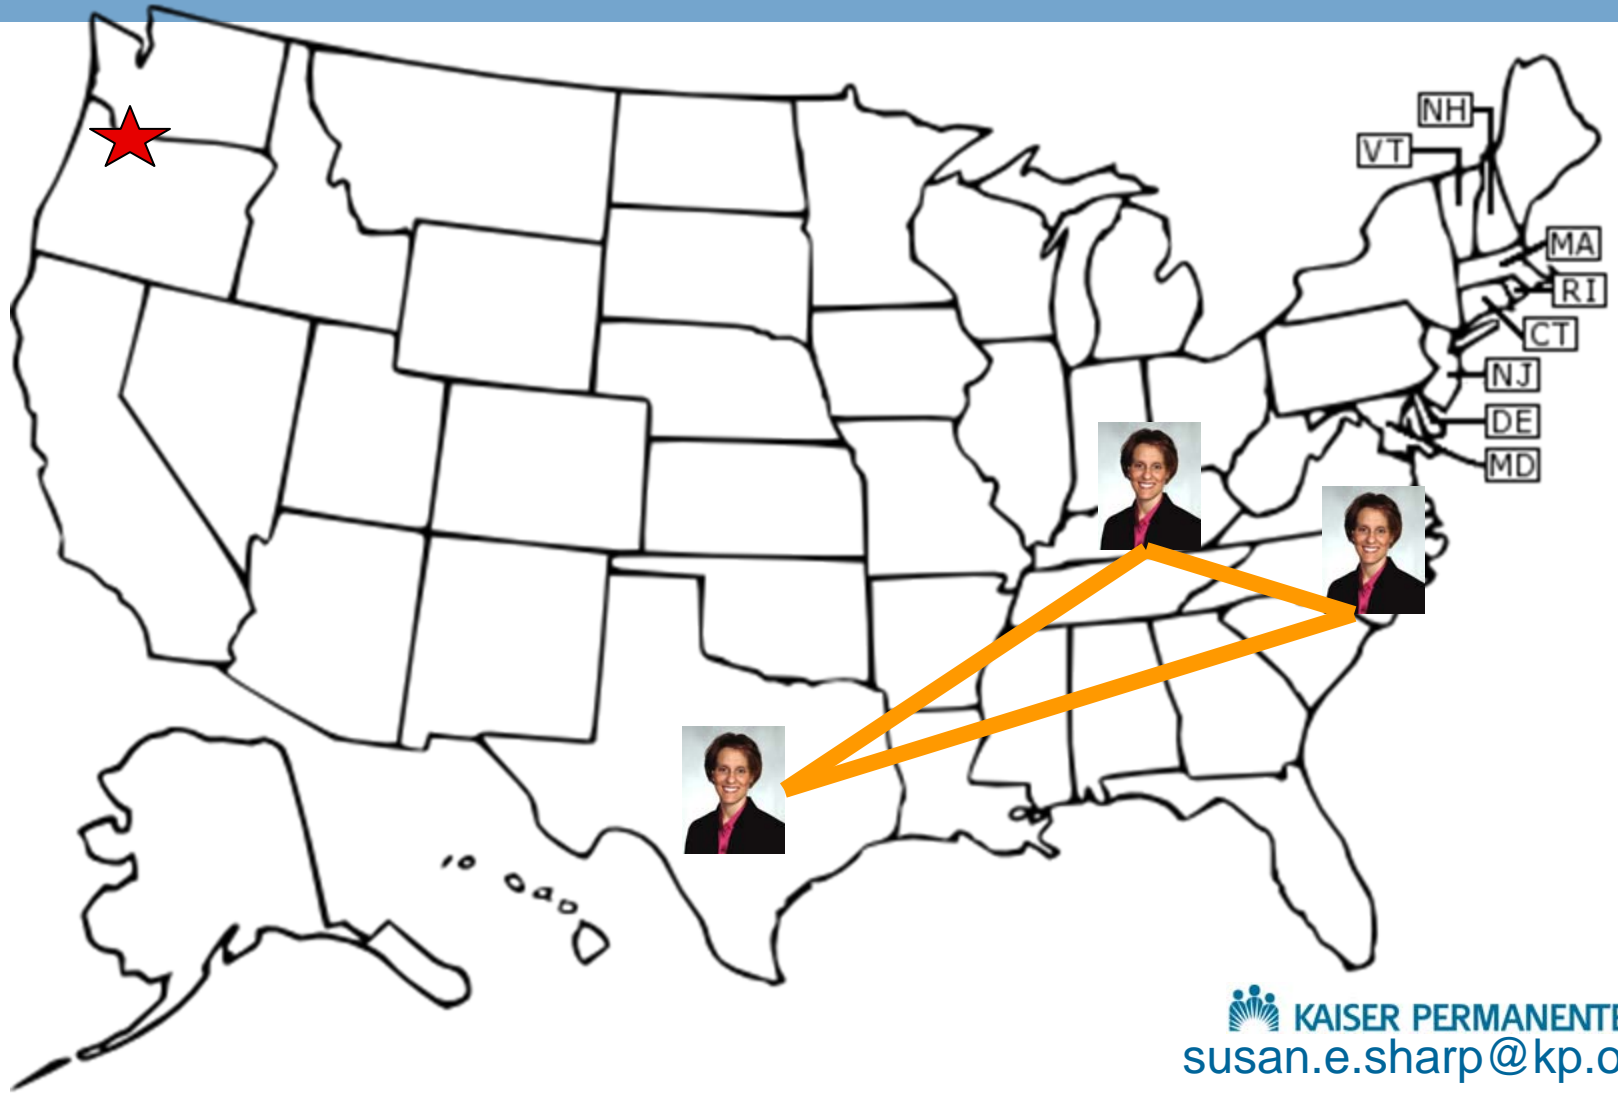 NH
VT
MA
RI
CT
NJ
DE
MD
KAISER PERMANENTE
susan.e.sharp@kp.o